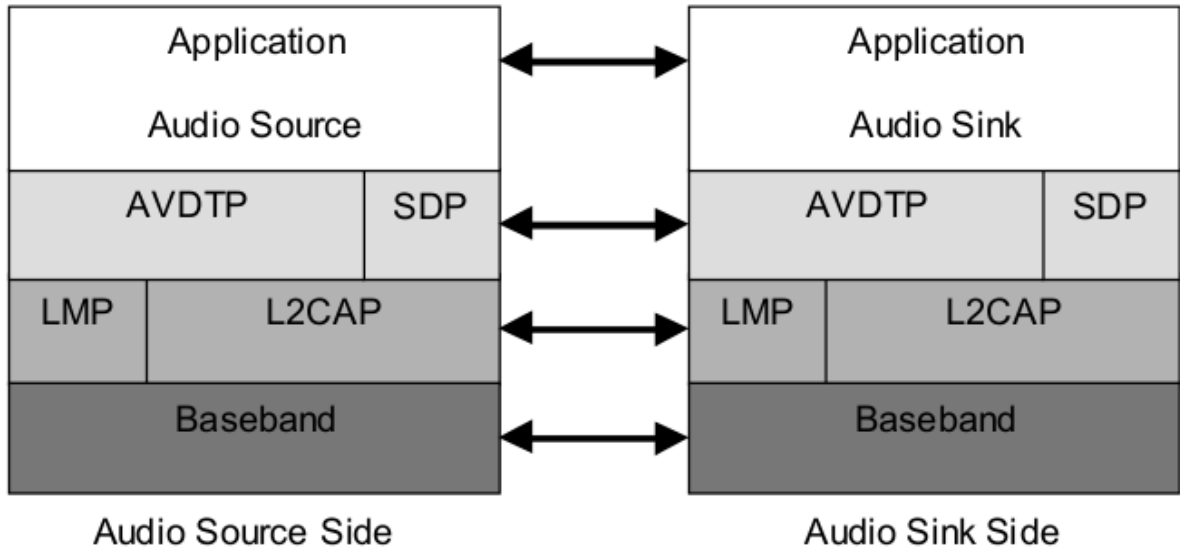 Application
Audio Source
AVDTP SDP
LMP L2CAP
Baseband
Audio Source Side
Application
Audio Sink
AVDTP SDP
LMP L2CAP
Baseband
Audio Sink Side